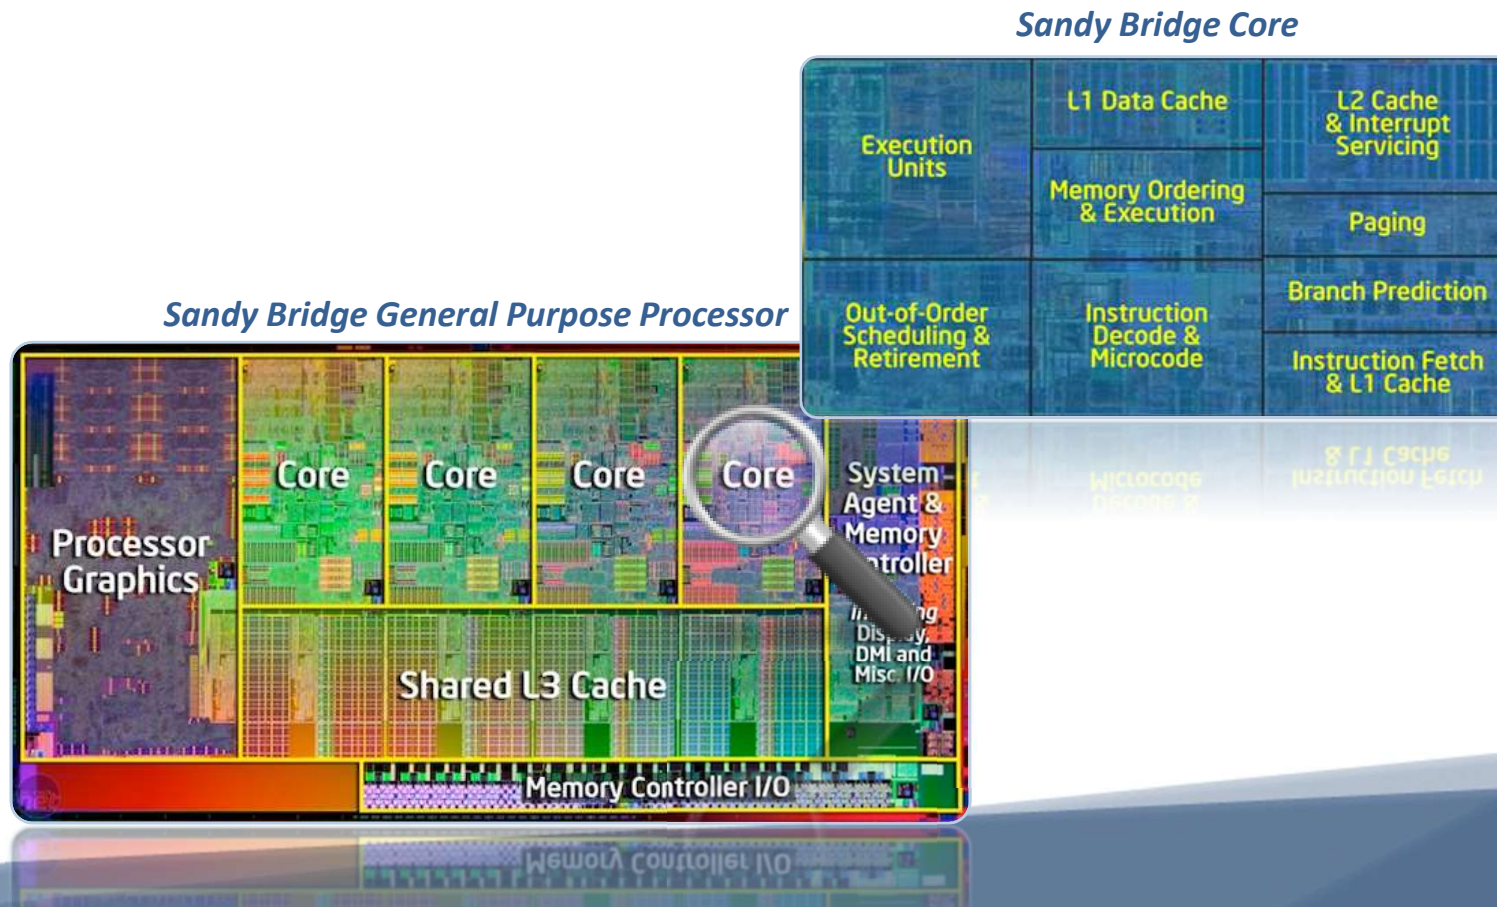 Sandy Bridge Core
Execution
Units
L1 Data Cache
Memory Ordering
& Execution
L2 Cache
& Interrupt
Servicing
Paging
Out-of-Order
Scheduling &
Retirement
Instruction
Decode &
Microcode
Branch Prediction
Instruction Fetch
& L1 Cache
Sandy Bridge General Purpose Processor
Processor
Graphics
Core
Core
Core
Core
System
Agent &
Memory
Display,
DMI and
Misc. I/O
Shared L3 Cache
Memory Controller I/O